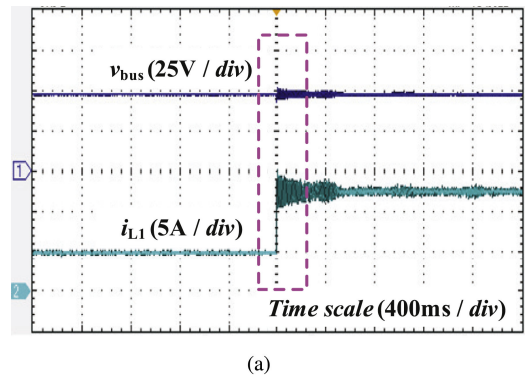 v_bus (25V / div)
1
i_L1 (5A / div)
2
Time scale (400ms / div)
(a)